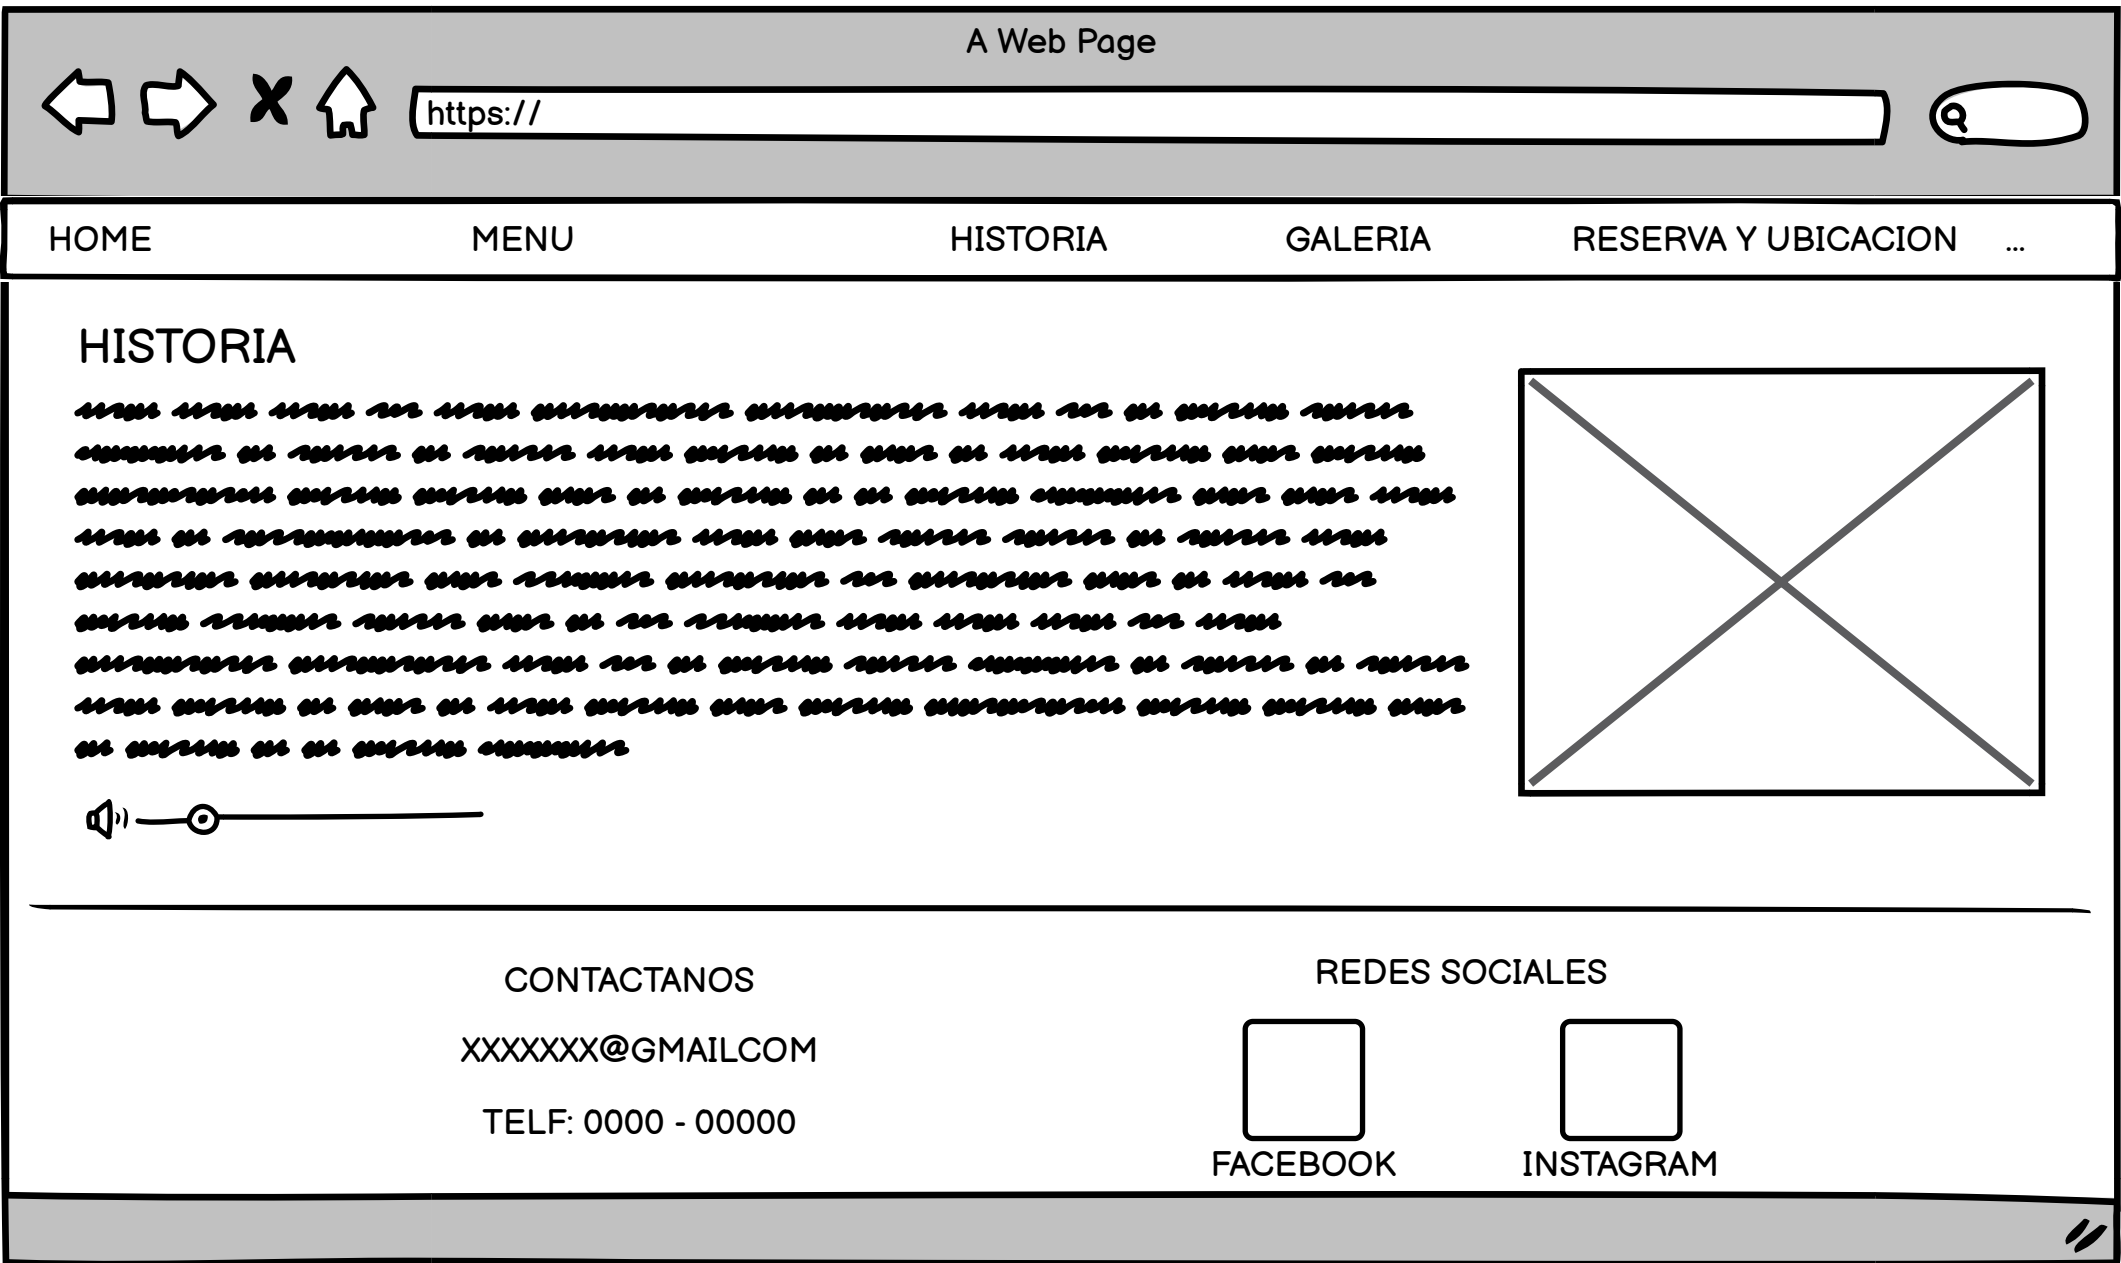 A Web Page
https://
HOME MENU HISTORIA GALERIA RESERVA Y UBICACION ...
HISTORIA
CONTACTANOS
REDES SOCIALES
XXXXXXX@GMAILCOM
TELF: 0000 - 00000
FACEBOOK INSTAGRAM